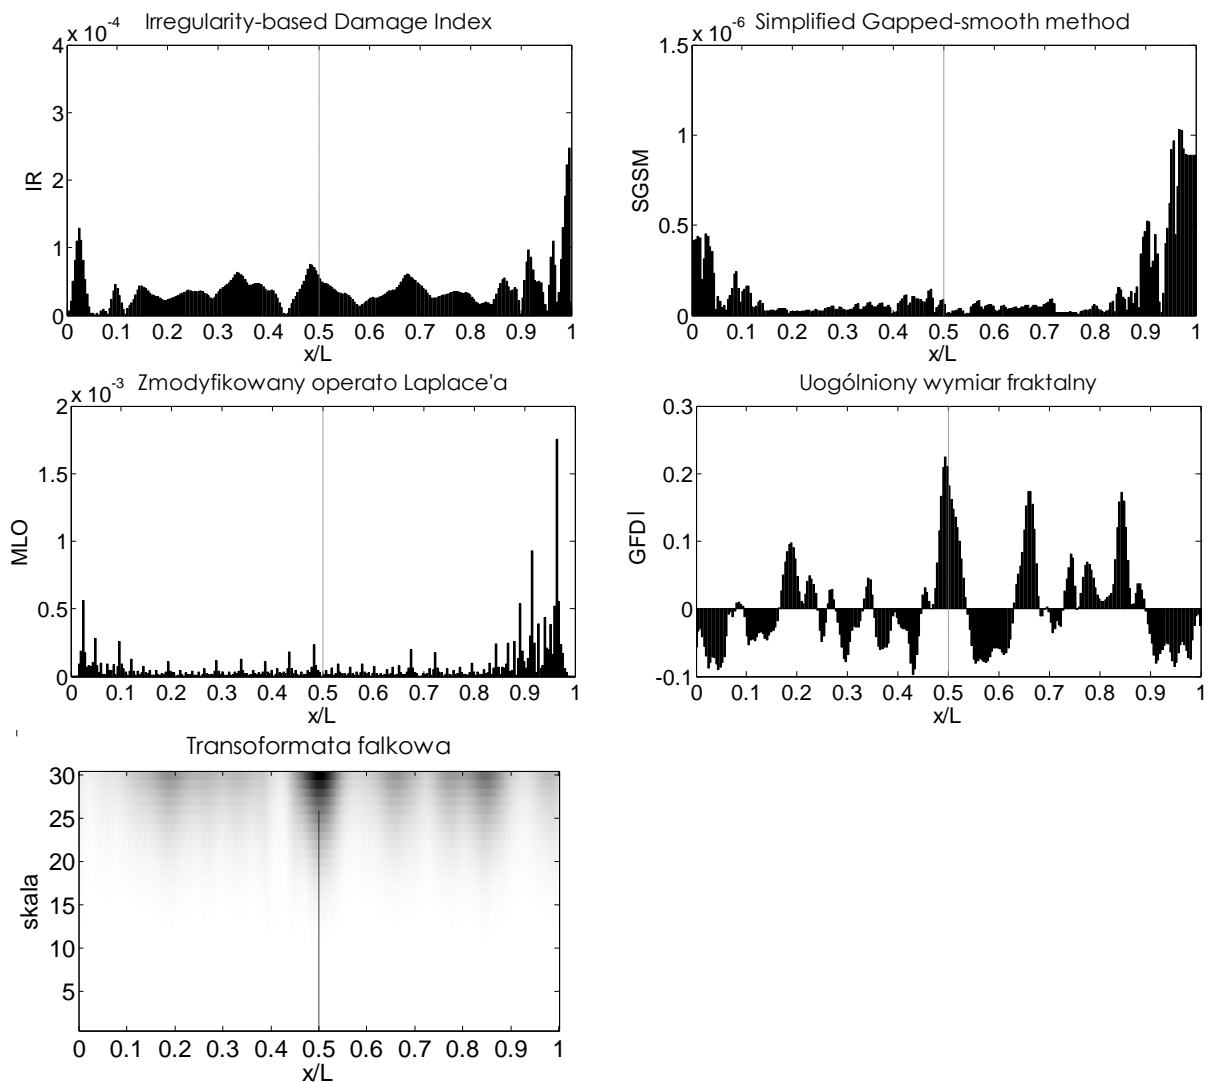 Irregularity-based Damage Index
x 10^-4
4
3
2
1
0
IR
0 0.1 0.2 0.3 0.4 0.5 0.6 0.7 0.8 0.9 1
x/L
Simplified Gapped-smooth method
x 10^-6
1.5
1
0.5
0
SGSM
0 0.1 0.2 0.3 0.4 0.5 0.6 0.7 0.8 0.9 1
x/L
Zmodyfikowany operato Laplace'a
x 10^-3
2
1.5
1
0.5
0
MLO
0 0.1 0.2 0.3 0.4 0.5 0.6 0.7 0.8 0.9 1
x/L
Uogólniony wymiar fraktalny
0.3
0.2
0.1
0
-0.1
GFD I
0 0.1 0.2 0.3 0.4 0.5 0.6 0.7 0.8 0.9 1
x/L
Transoformata falkowa
30
25
20
15
10
5
skala
0 0.1 0.2 0.3 0.4 0.5 0.6 0.7 0.8 0.9 1
x/L